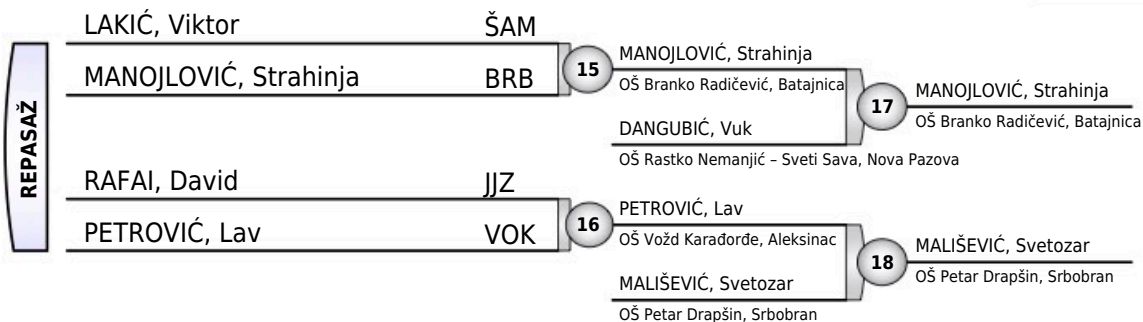 REPASAŽ
LAKIĆ, Viktor ŠAM
MANOJLOVIĆ, Strahinja BRB
RAFAI, David JJZ
PETROVIĆ, Lav VOK
15
MANOJLOVIĆ, Strahinja
OŠ Branko Radičević, Batajnica
DANGUBIĆ, Vuk
OŠ Rastko Nemanjić – Sveti Sava, Nova Pazova
16
PETROVIĆ, Lav
OŠ Vožd Karađorđe, Aleksinac
MALIŠEVIĆ, Svetozar
OŠ Petar Drapšin, Srbobran
17
MANOJLOVIĆ, Strahinja
OŠ Branko Radičević, Batajnica
18
MALIŠEVIĆ, Svetozar
OŠ Petar Drapšin, Srbobran